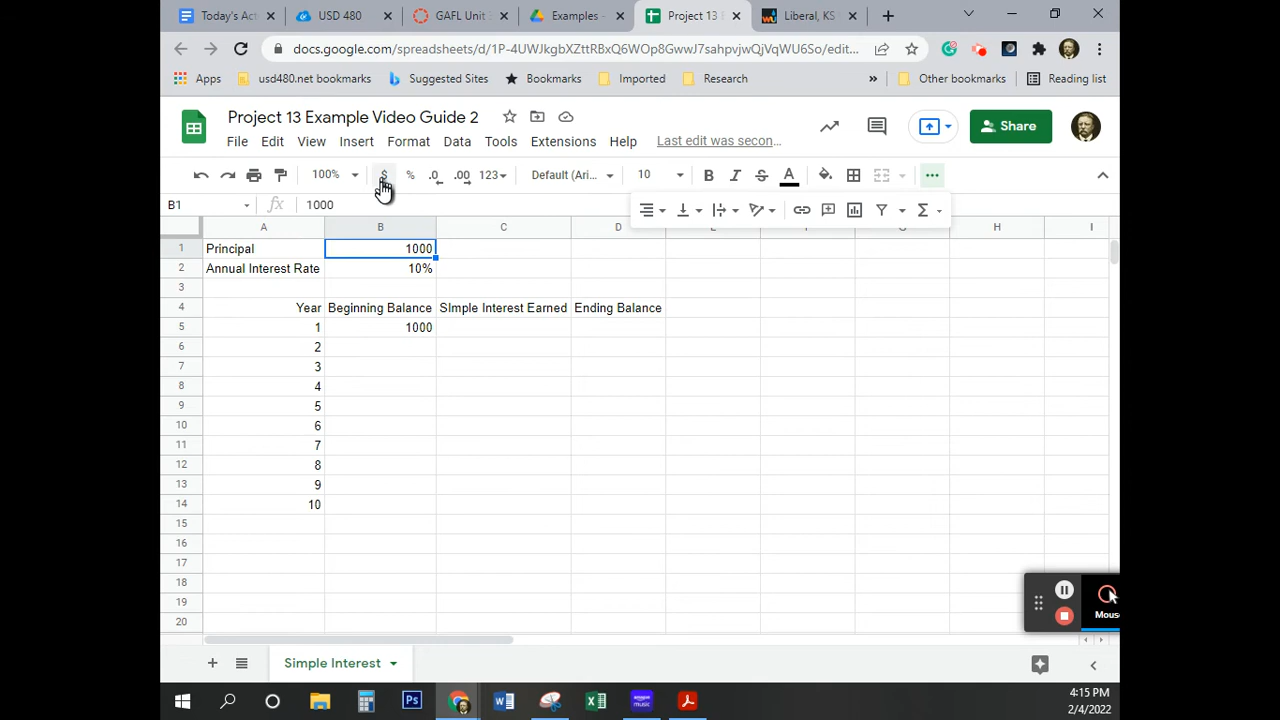 Today's Act
USD 480
GAFL Unit
Examples -
Project 13 E
Liberal, KS
docs.google.com/spreadsheets/d/1P-4UWJkgbXZttRBxQ6WOp8GwwJ7sahpvjwQjVqWU6So/edit...
Apps
usd480.net bookmarks
Suggested Sites
Bookmarks
Imported
Research
»
Other bookmarks
Reading list
Project 13 Example Video Guide 2
File Edit View Insert Format Data Tools Extensions Help Last edit was secon...
Share
100% $ % .0 .00 123 Default (Ari... 10 B I S A
B1 fx 1000
A B C D E F G H I
1 Principal 1000
2 Annual Interest Rate 10%
3
4 Year Beginning Balance SImple Interest Earned Ending Balance
5 1 1000
6 2
7 3
8 4
9 5
10 6
11 7
12 8
13 9
14 10
15
16
17
18
19
20
Mous
+ Simple Interest
Ps W X music
4:15 PM
2/4/2022